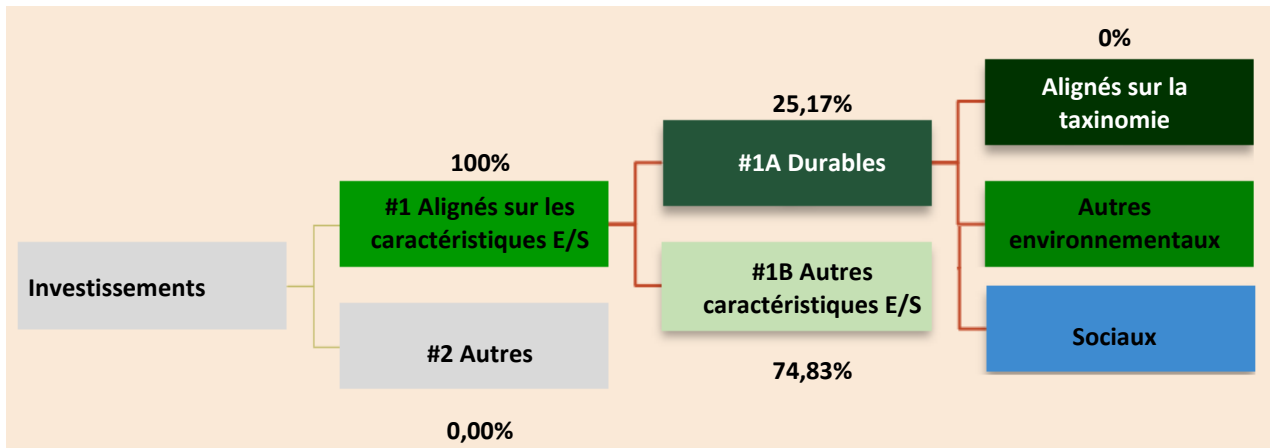 0%
Alignés sur la
taxinomie
25,17%
#1A Durables
100%
#1 Alignés sur les
caractéristiques E/S
Autres
environnementaux
Investissements
#1B Autres
caractéristiques E/S
#2 Autres
Sociaux
74,83%
0,00%